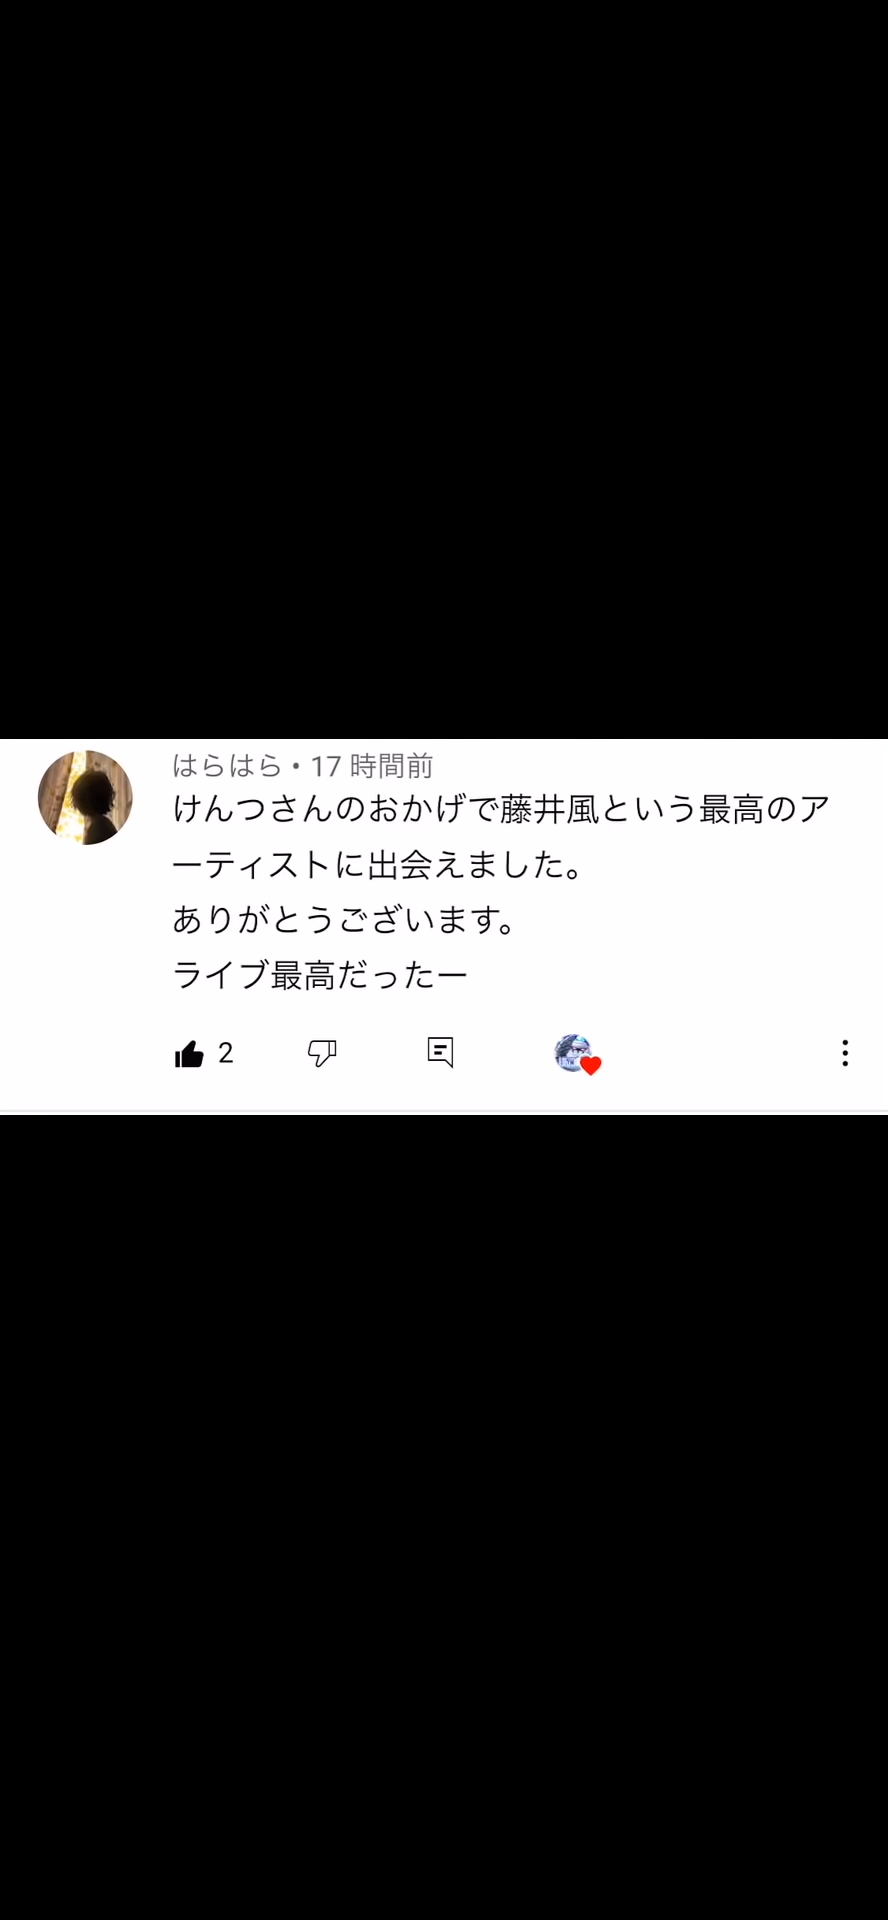 はらはら・17 時間前
けんつさんのおかげで藤井風という最高のア
ーティストに出会えました。
ありがとうございます。
ライブ最高だったー
2